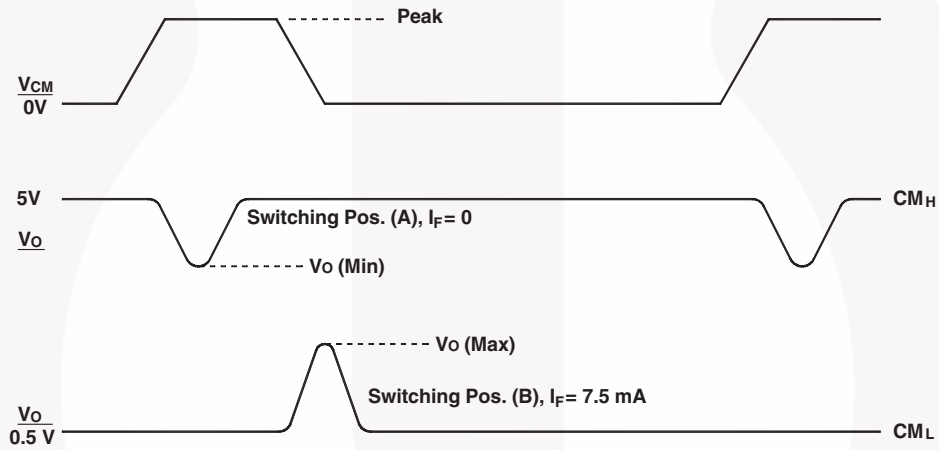 Peak
VCM
0V
5V
CMH
Switching Pos. (A), IF= 0
VO
VO (Min)
VO (Max)
Switching Pos. (B), IF= 7.5 mA
VO
0.5 V
CML